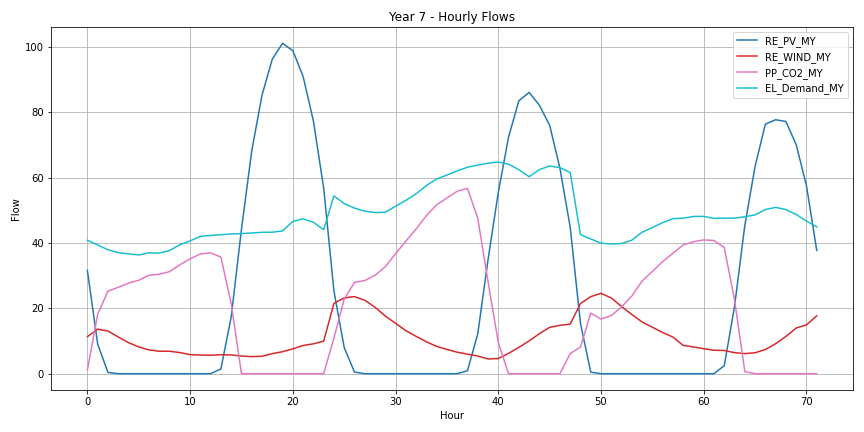 Year 7 - Hourly Flows
RE_PV_MY
RE_WIND_MY
PP_CO2_MY
EL_Demand_MY
Flow
100
80
60
40
20
0
0 10 20 30 40 50 60 70
Hour